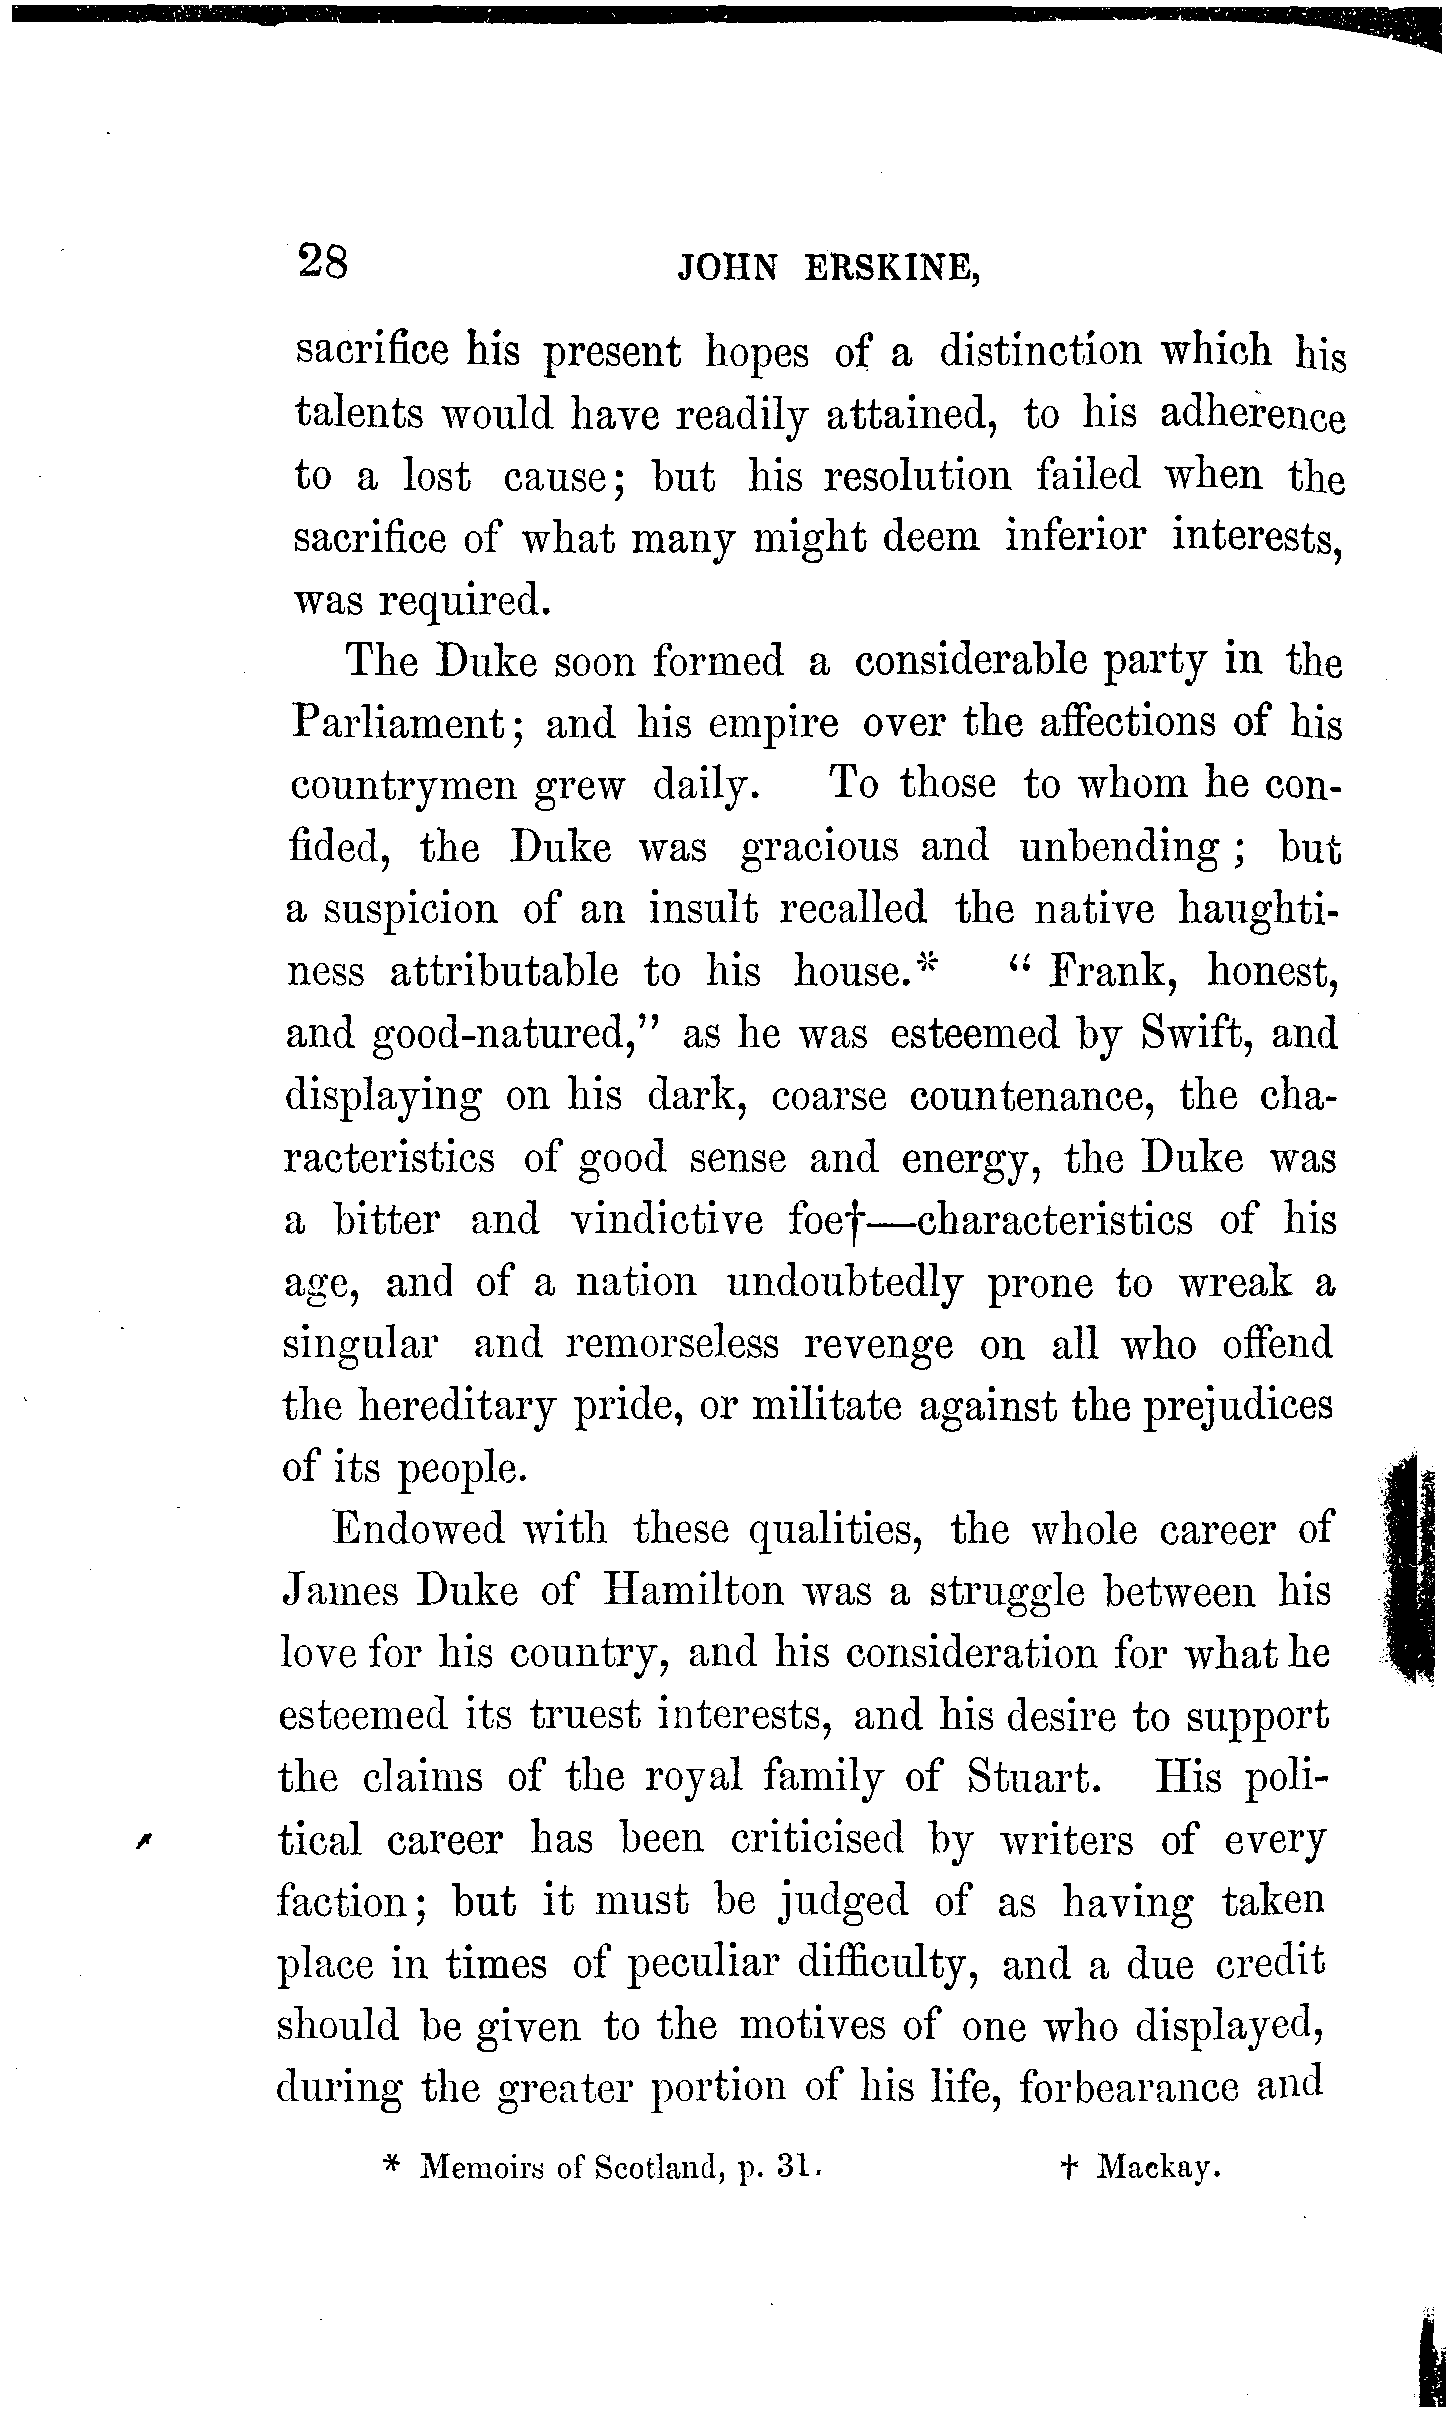 28 JOHN ERSKINE,
sacrifice his present hopes of a distinction which his
talents would have readily attained, to his adherence
to a lost cause; but his resolution failed when the
sacrifice of what many might deem inferior interests,
was required.
The Duke soon formed a considerable party in the
Parliament; and his empire over the affections of his
countrymen grew daily. To those to whom he con-
fided, the Duke was gracious and unbending; but
a suspicion of an insult recalled the native haughti-
ness attributable to his house.* “Frank, honest,
and good-natured,” as he was esteemed by Swift, and
displaying on his dark, coarse countenance, the cha-
racteristics of good sense and energy, the Duke was
a bitter and vindictive foe†—characteristics of his
age, and of a nation undoubtedly prone to wreak a
singular and remorseless revenge on all who offend
the hereditary pride, or militate against the prejudices
of its people.
Endowed with these qualities, the whole career of
James Duke of Hamilton was a struggle between his
love for his country, and his consideration for what he
esteemed its truest interests, and his desire to support
the claims of the royal family of Stuart. His poli-
tical career has been criticised by writers of every
faction; but it must be judged of as having taken
place in times of peculiar difficulty, and a due credit
should be given to the motives of one who displayed,
during the greater portion of his life, forbearance and
* Memoirs of Scotland, p. 31. † Mackay.